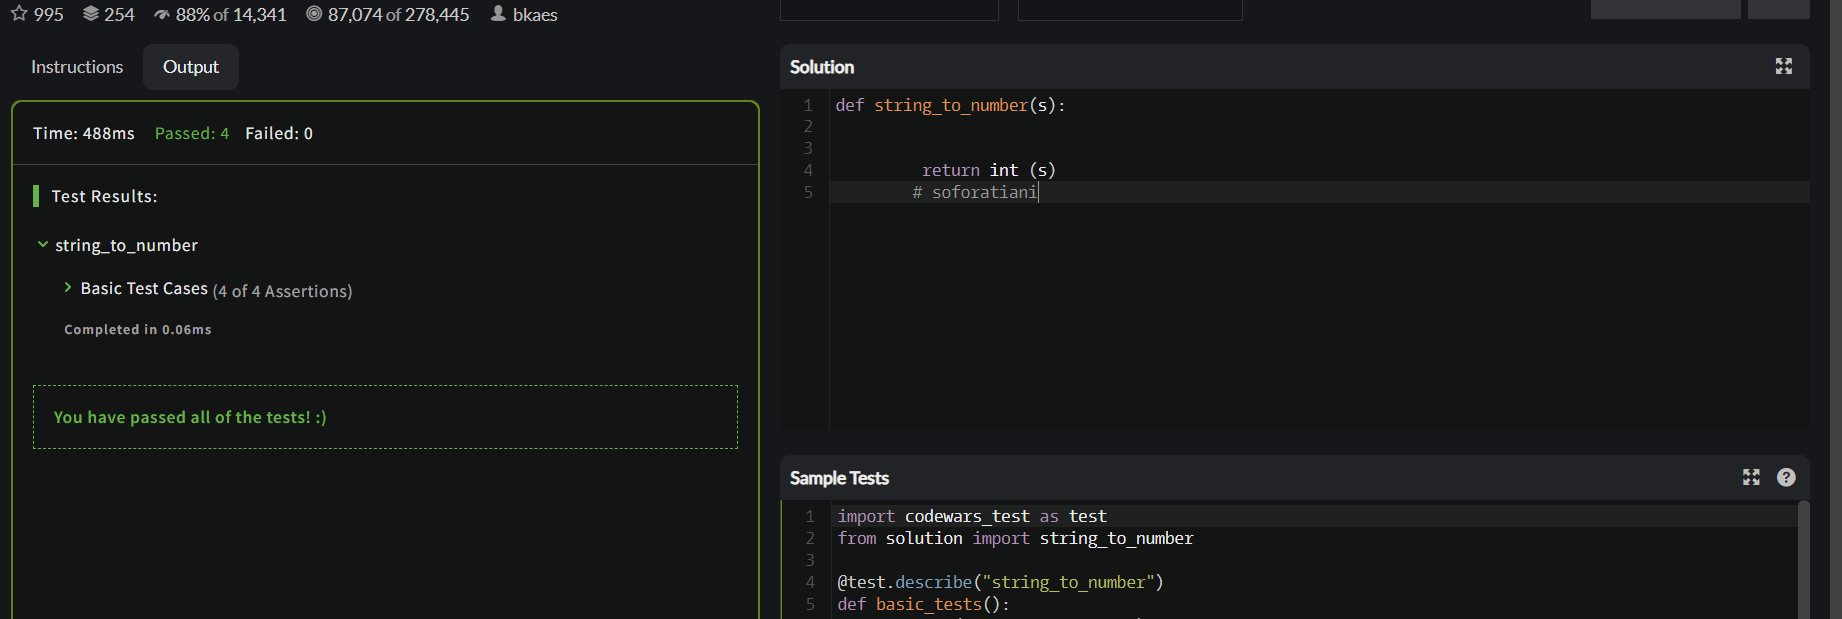 995 254 88% of 14,341 87,074 of 278,445 bkaes
Instructions Output
Time: 488ms Passed: 4 Failed: 0
Test Results:
string_to_number
Basic Test Cases (4 of 4 Assertions)
Completed in 0.06ms
You have passed all of the tests! :)
Solution
1 def string_to_number(s):
2
3
4 return int (s)
5 # soforatiani
Sample Tests
?
1 import codewars_test as test
2 from solution import string_to_number
3
4 @test.describe("string_to_number")
5 def basic_tests():